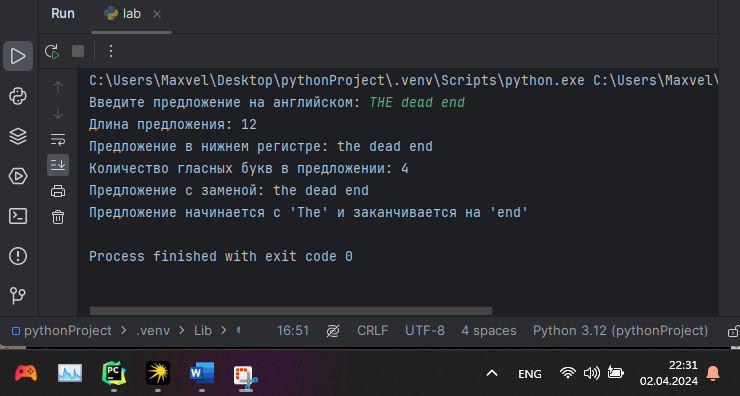 Run
lab
C:\Users\Maxvel\Desktop\pythonProject\.venv\Scripts\python.exe C:\Users\Maxvel\
Введите предложение на английском: THE dead end
Длина предложения: 12
Предложение в нижнем регистре: the dead end
Количество гласных букв в предложении: 4
Предложение с заменой: the dead end
Предложение начинается с 'The' и заканчивается на 'end'
Process finished with exit code 0
pythonProject > .venv > Lib > 16:51 CRLF UTF-8 4 spaces Python 3.12 (pythonProject)
PC W ENG 22:31
02.04.2024